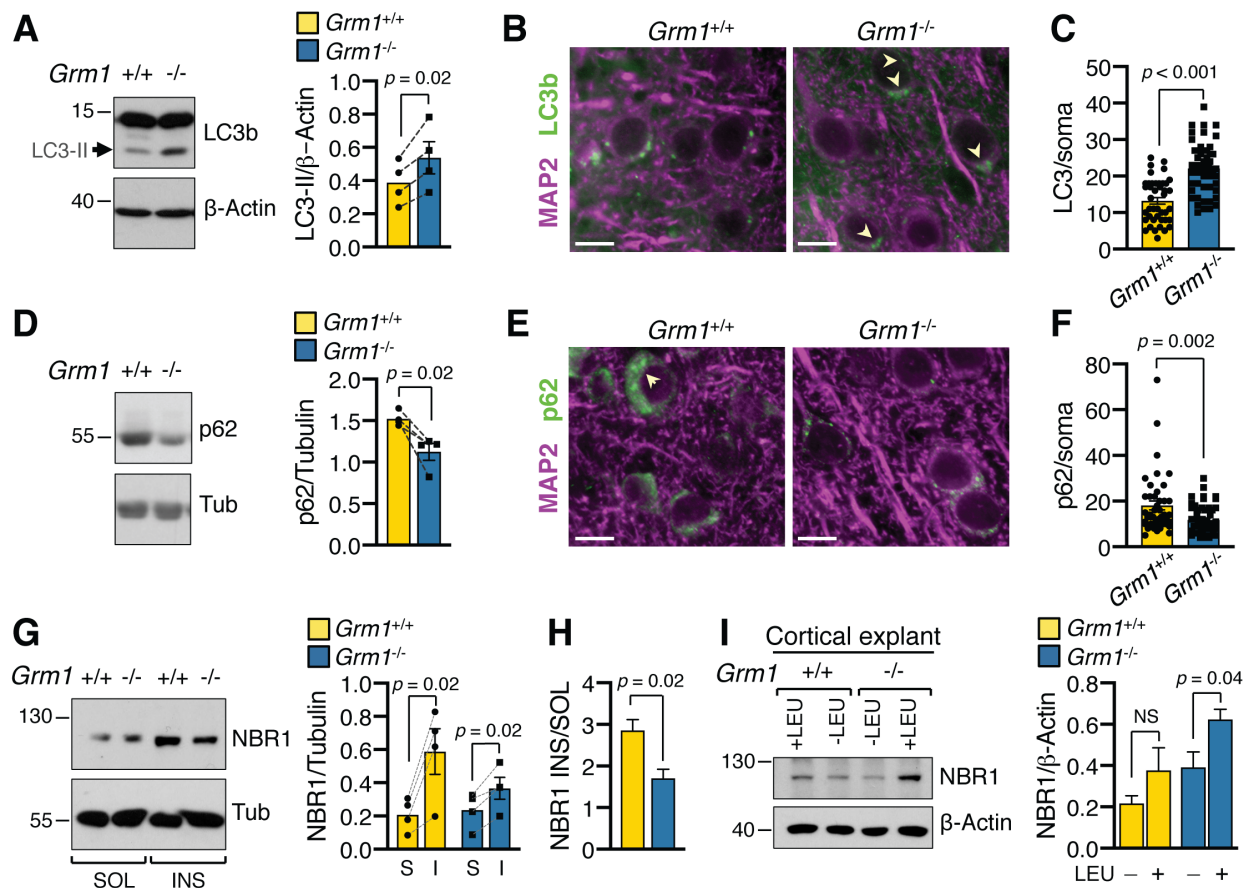 A
Grm1 +/+ -/-
15
LC3b
LC3-II
40
β-Actin
Grm1+/+
Grm1-/-
p = 0.02
LC3-II/β-Actin
1.0
0.8
0.6
0.4
0.2
0.0
B
Grm1+/+ Grm1-/-
MAP2 LC3b
C
p < 0.001
LC3/soma
50
40
30
20
10
0
Grm1+/+
Grm1-/-
D
Grm1 +/+ -/-
55
p62
Tub
Grm1+/+
Grm1-/-
p = 0.02
p62/Tubulin
2.0
1.5
1.0
0.5
0.0
E
Grm1+/+ Grm1-/-
MAP2 p62
F
p = 0.002
p62/soma
80
60
40
20
0
Grm1+/+
Grm1-/-
G
Grm1 +/+ -/- +/+ -/-
130
NBR1
55
Tub
SOL INS
Grm1+/+
Grm1-/-
p = 0.02
p = 0.02
NBR1/Tubulin
1.0
0.8
0.6
0.4
0.2
0.0
S I S I
H
p = 0.02
NBR1 INS/SOL
4
3
2
1
0
I
Cortical explant
Grm1 +/+ -/-
+LEU -LEU -LEU +LEU
130
NBR1
40
β-Actin
Grm1+/+
Grm1-/-
NS
p = 0.04
NBR1/β-Actin
0.8
0.6
0.4
0.2
0.0
LEU – + – +